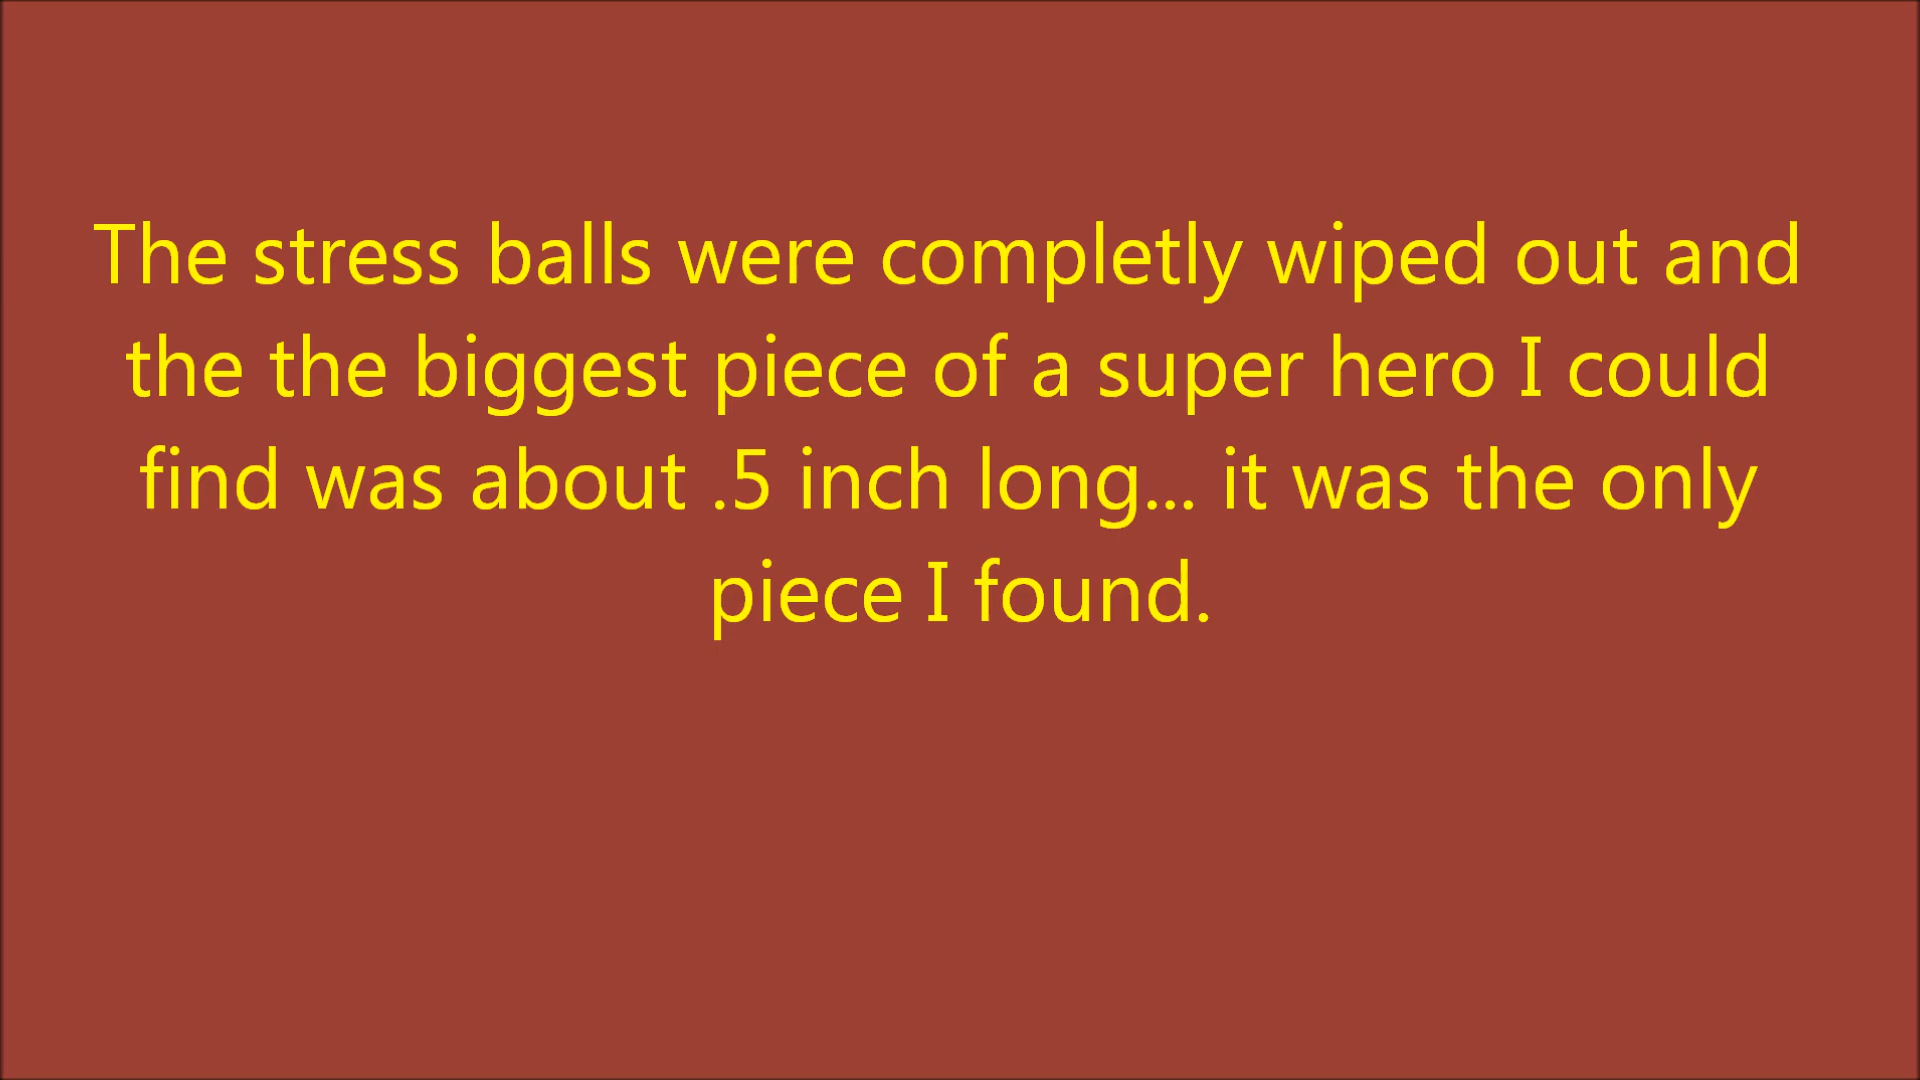 The stress balls were completly wiped out and
the the biggest piece of a super hero I could
find was about .5 inch long... it was the only
piece I found.